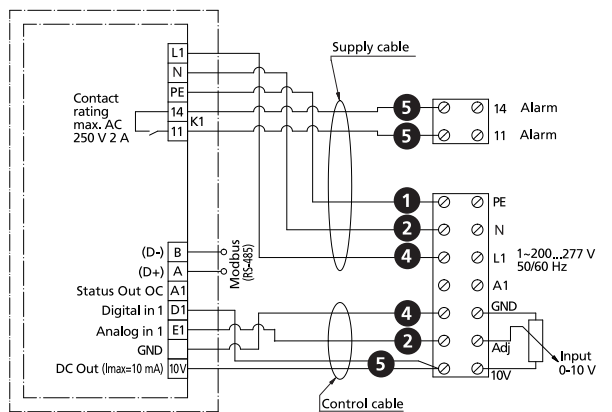 Supply cable
L1
N
PE
14
11
K1
Contact
rating
max. AC
250 V 2 A
5
5
14 Alarm
11 Alarm
1
2
4
PE
N
L1
1~200...277 V
50/60 Hz
A1
(D-) B
(D+) A
Modbus
(RS-485)
Status Out OC A1
Digital in 1 D1
Analog in 1 E1
GND
DC Out (Imax=10 mA) 10V
4
2
5
GND
Adj
10V
Input
0-10 V
Control cable